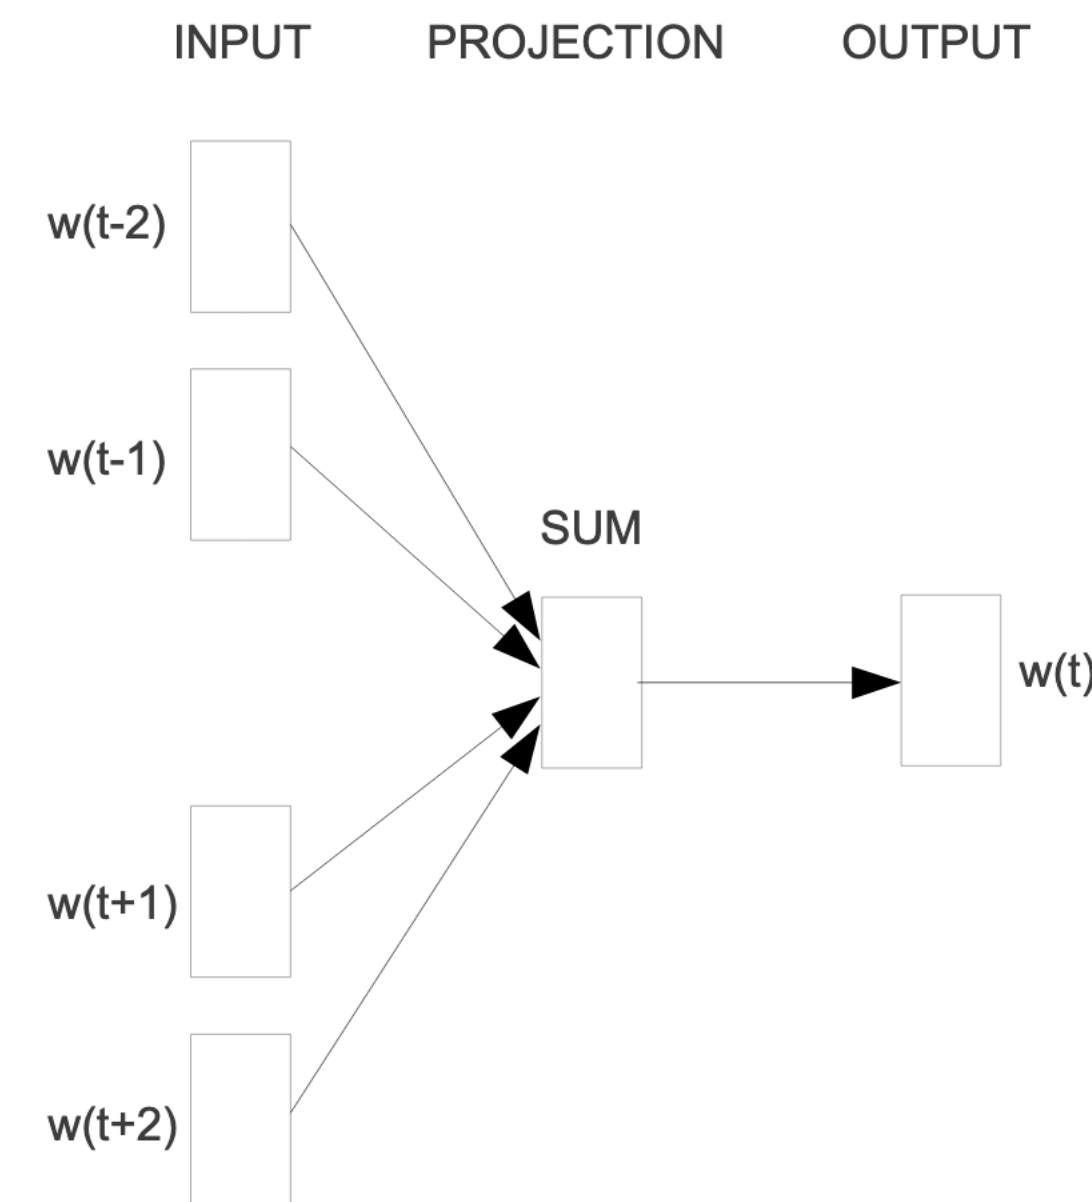 INPUT PROJECTION OUTPUT
w(t-2)
w(t-1)
SUM
w(t)
w(t+1)
w(t+2)